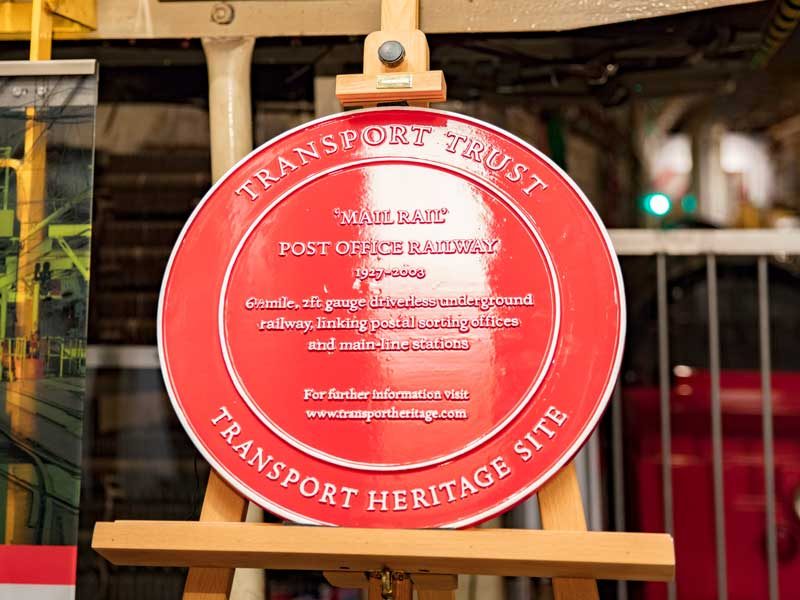 TRANSPORT TRUST
'MAIL RAIL'
POST OFFICE RAILWAY
1927-2003
6½mile, 2ft gauge driverless underground
railway, linking postal sorting offices
and main-line stations
For further information visit
www.transportheritage.com
TRANSPORT HERITAGE SITE